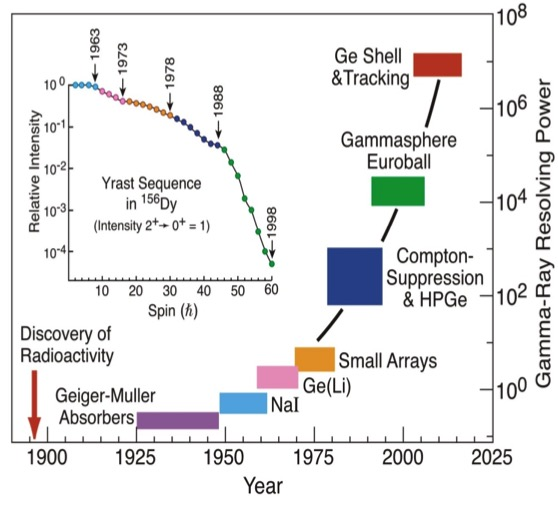 10⁸
Ge Shell
&Tracking
10⁶
Gammasphere
Euroball
10⁴
Compton-
Suppression
& HPGe
10²
Small Arrays
10⁰
Ge(Li)
NaI
Geiger-Muller
Absorbers
Discovery of
Radioactivity
1900 1925 1950 1975 2000 2025
Year
Gamma-Ray Resolving Power
1963
1973
1978
1988
1998
10⁰
10⁻¹
10⁻²
10⁻³
10⁻⁴
Relative Intensity
Yrast Sequence
in ¹⁵⁶Dy
(Intensity 2⁺→ 0⁺ = 1)
10 20 30 40 50 60
Spin (ħ)